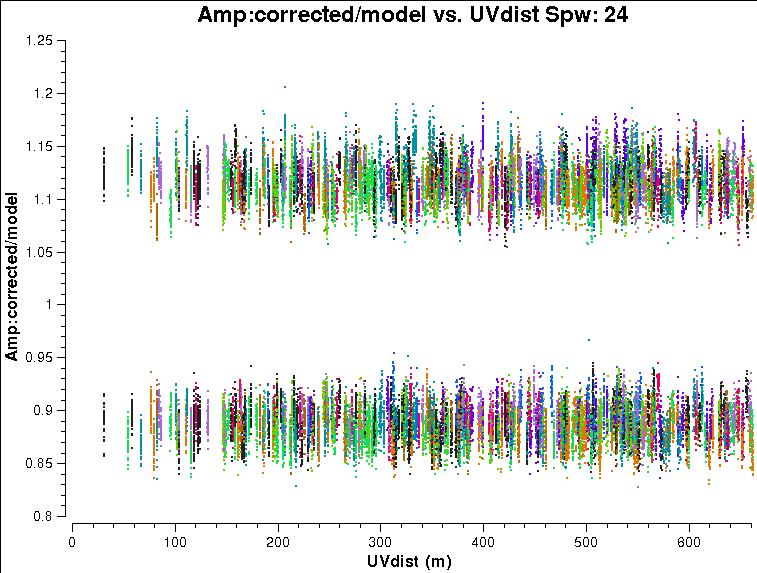 Amp:corrected/model vs. UVdist Spw: 24
1.25
1.2
1.15
1.1
1.05
1
0.95
0.9
0.85
0.8
Amp:corrected/model
0 100 200 300 400 500 600
UVdist (m)